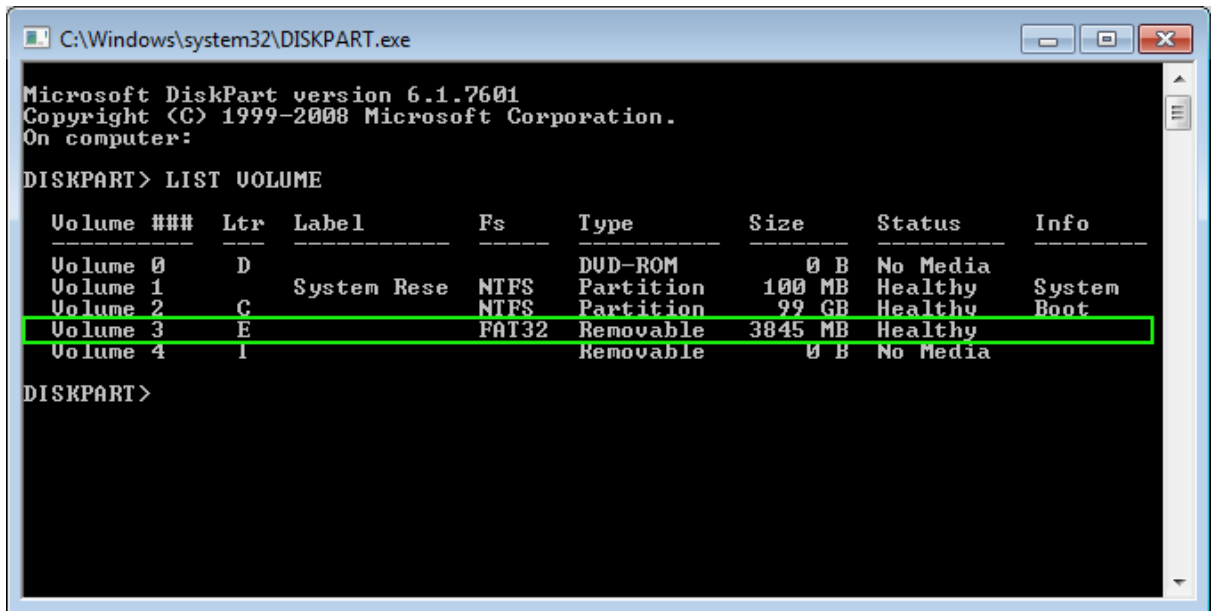 C:\Windows\system32\DISKPART.exe
Microsoft DiskPart version 6.1.7601
Copyright (C) 1999-2008 Microsoft Corporation.
On computer:
DISKPART> LIST VOLUME
Volume ### Ltr Label Fs Type Size Status Info
---------- --- ----------- ----- ---------- ------- --------- --------
Volume 0 D DVD-ROM 0 B No Media
Volume 1 System Rese NTFS Partition 100 MB Healthy System
Volume 2 C NTFS Partition 99 GB Healthy Boot
Volume 3 E FAT32 Removable 3845 MB Healthy
Volume 4 I Removable 0 B No Media
DISKPART>